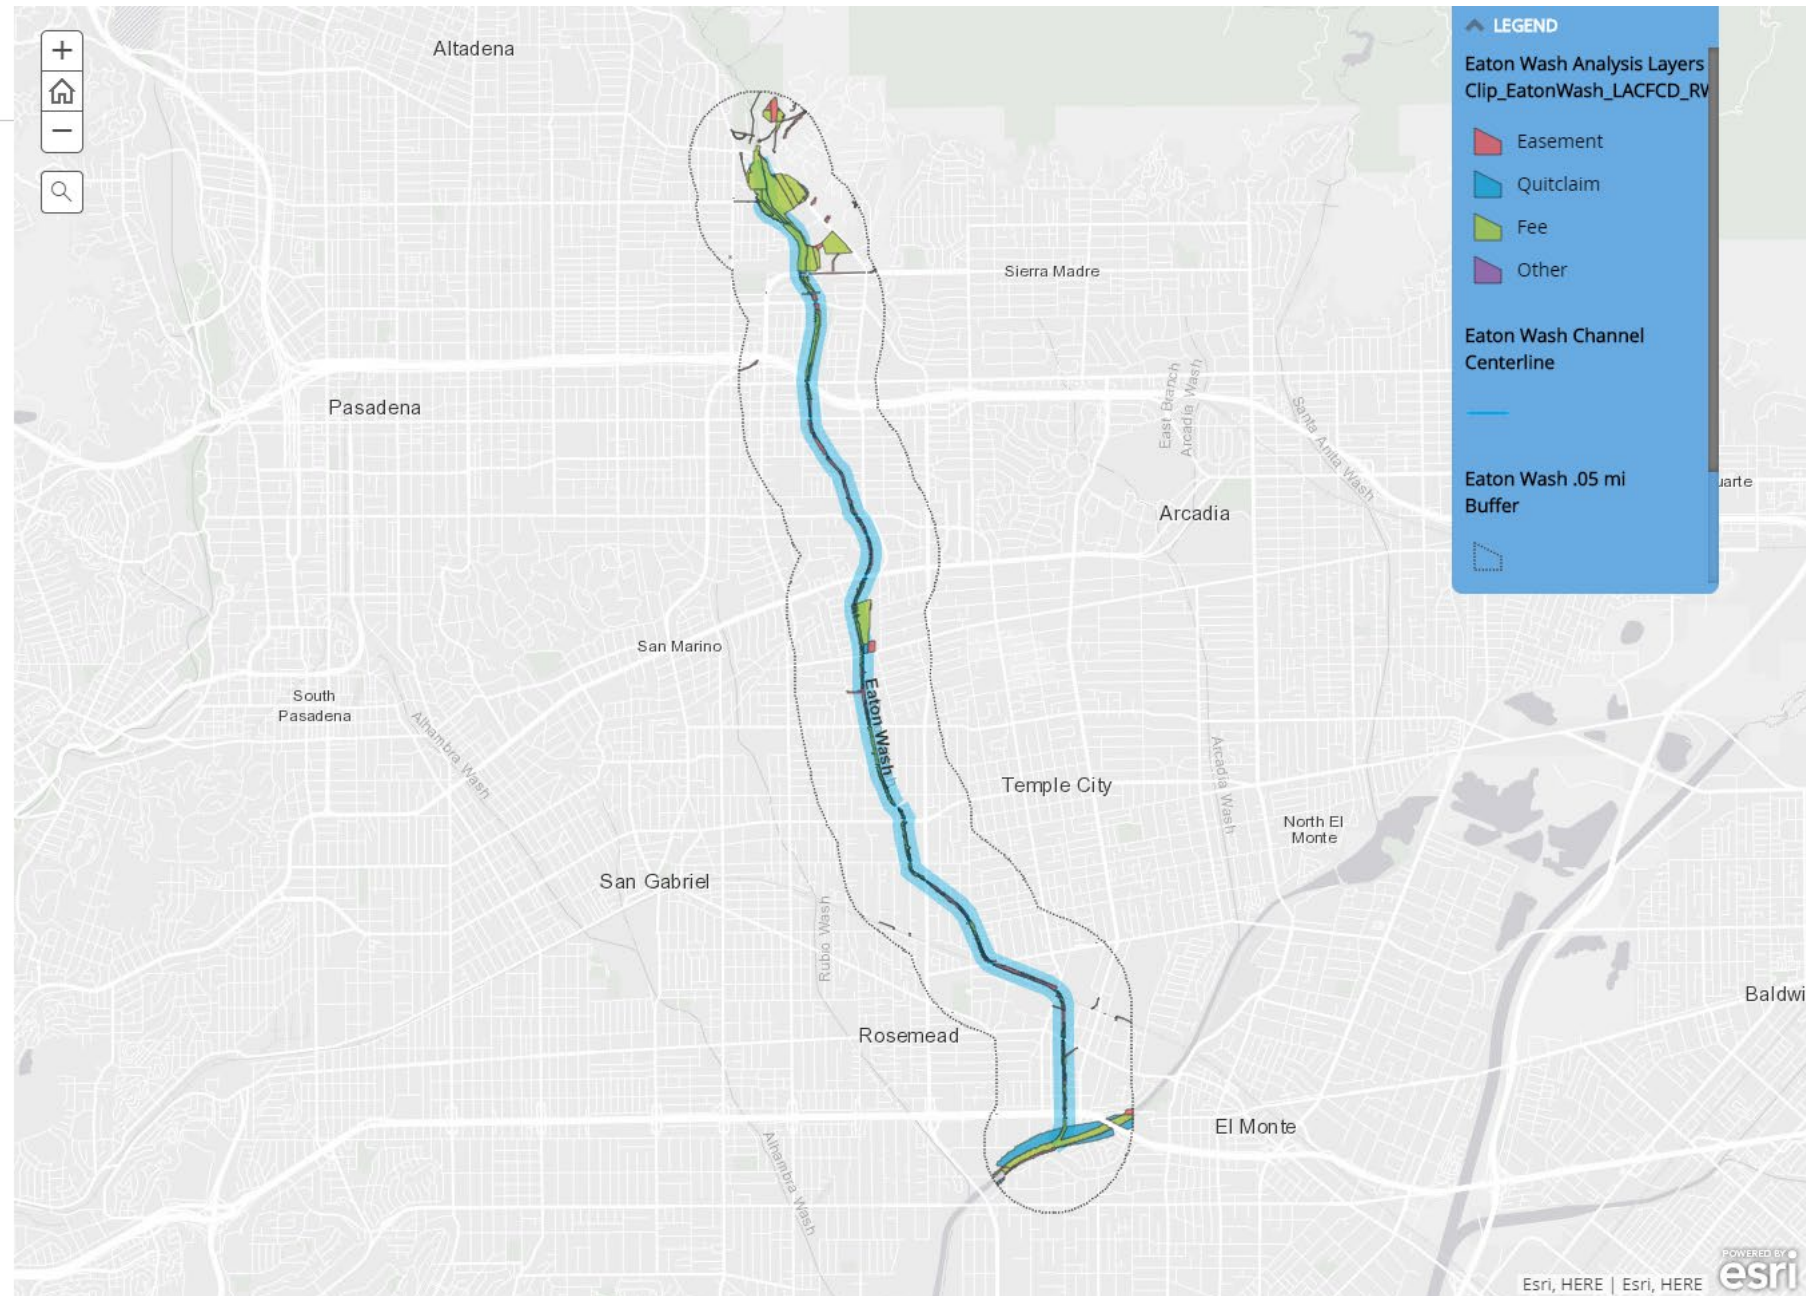 LEGEND
Eaton Wash Analysis Layers
Clip_EatonWash_LACFCD_RW
Easement
Quitclaim
Fee
Other
Eaton Wash Channel
Centerline
Eaton Wash .05 mi
Buffer
Altadena
Sierra Madre
Pasadena
East Branch
Arcadia Wash
Santa Anita Wash
uarte
Arcadia
San Marino
South
Pasadena
Alhambra Wash
Eaton Wash
Arcadia Wash
Temple City
North El
Monte
San Gabriel
Rubio Wash
Baldwi
Rosemead
El Monte
Alhambra Wash
POWERED BY
esri
Esri, HERE | Esri, HERE